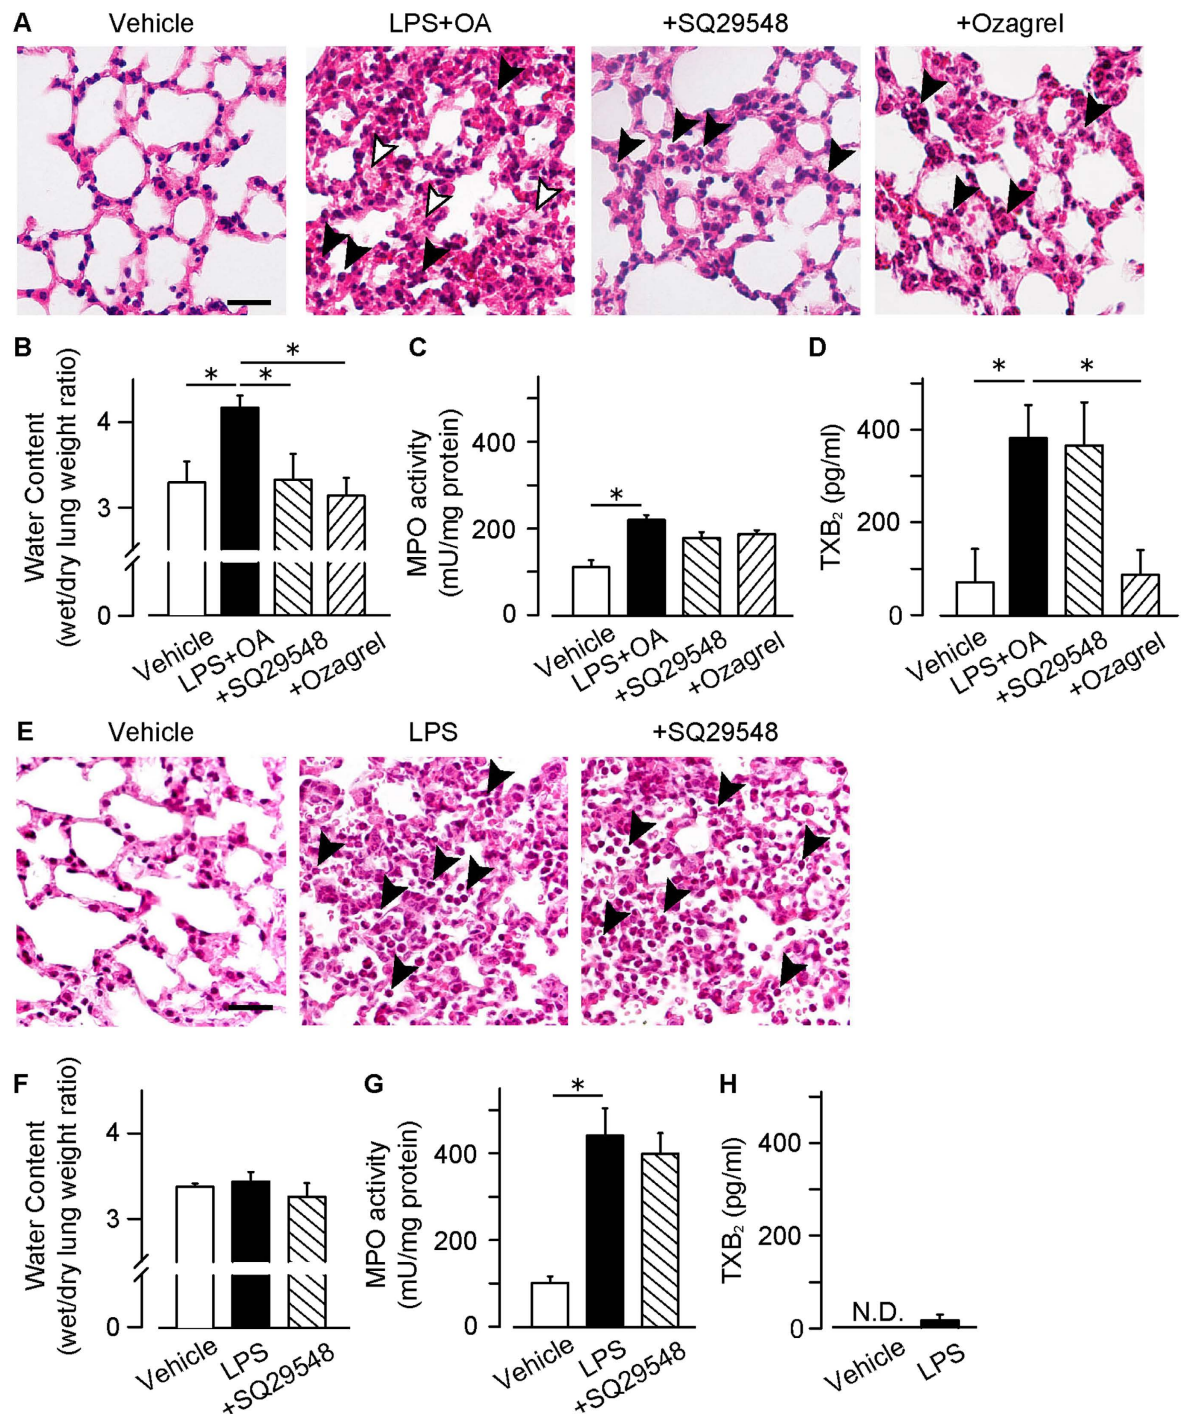 A
Vehicle
LPS+OA
+SQ29548
+Ozagrel
B
Water Content
(wet/dry lung weight ratio)
4
3
0
*
*
*
Vehicle
LPS+OA
+SQ29548
+Ozagrel
C
MPO activity
(mU/mg protein)
400
200
0
*
Vehicle
LPS+OA
+SQ29548
+Ozagrel
D
TXB₂ (pg/ml)
400
200
0
*
*
Vehicle
LPS+OA
+SQ29548
+Ozagrel
E
Vehicle
LPS
+SQ29548
F
Water Content
(wet/dry lung weight ratio)
4
3
0
Vehicle
LPS
+SQ29548
G
MPO activity
(mU/mg protein)
400
200
0
*
Vehicle
LPS
+SQ29548
H
TXB₂ (pg/ml)
400
200
0
N.D.
Vehicle
LPS